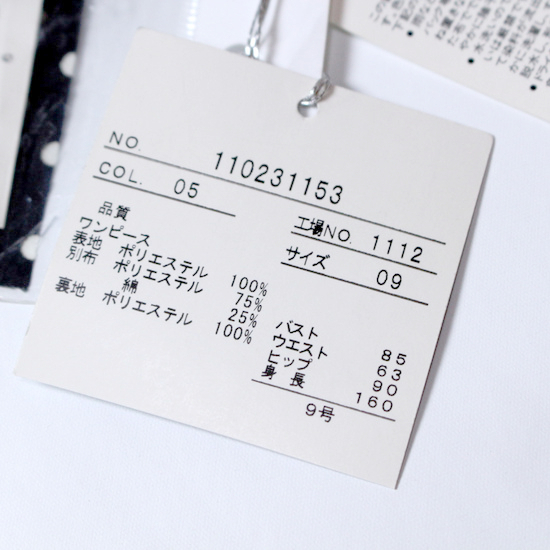 NO. 110231153
COL. 05
工場NO. 1112
サイズ 09
品質
ワンピース
表地 ポリエステル 100%
別布 ポリエステル 75%
綿 25%
裏地 ポリエステル 100%
バスト 85
ウエスト 63
ヒップ 90
身長 160
9号